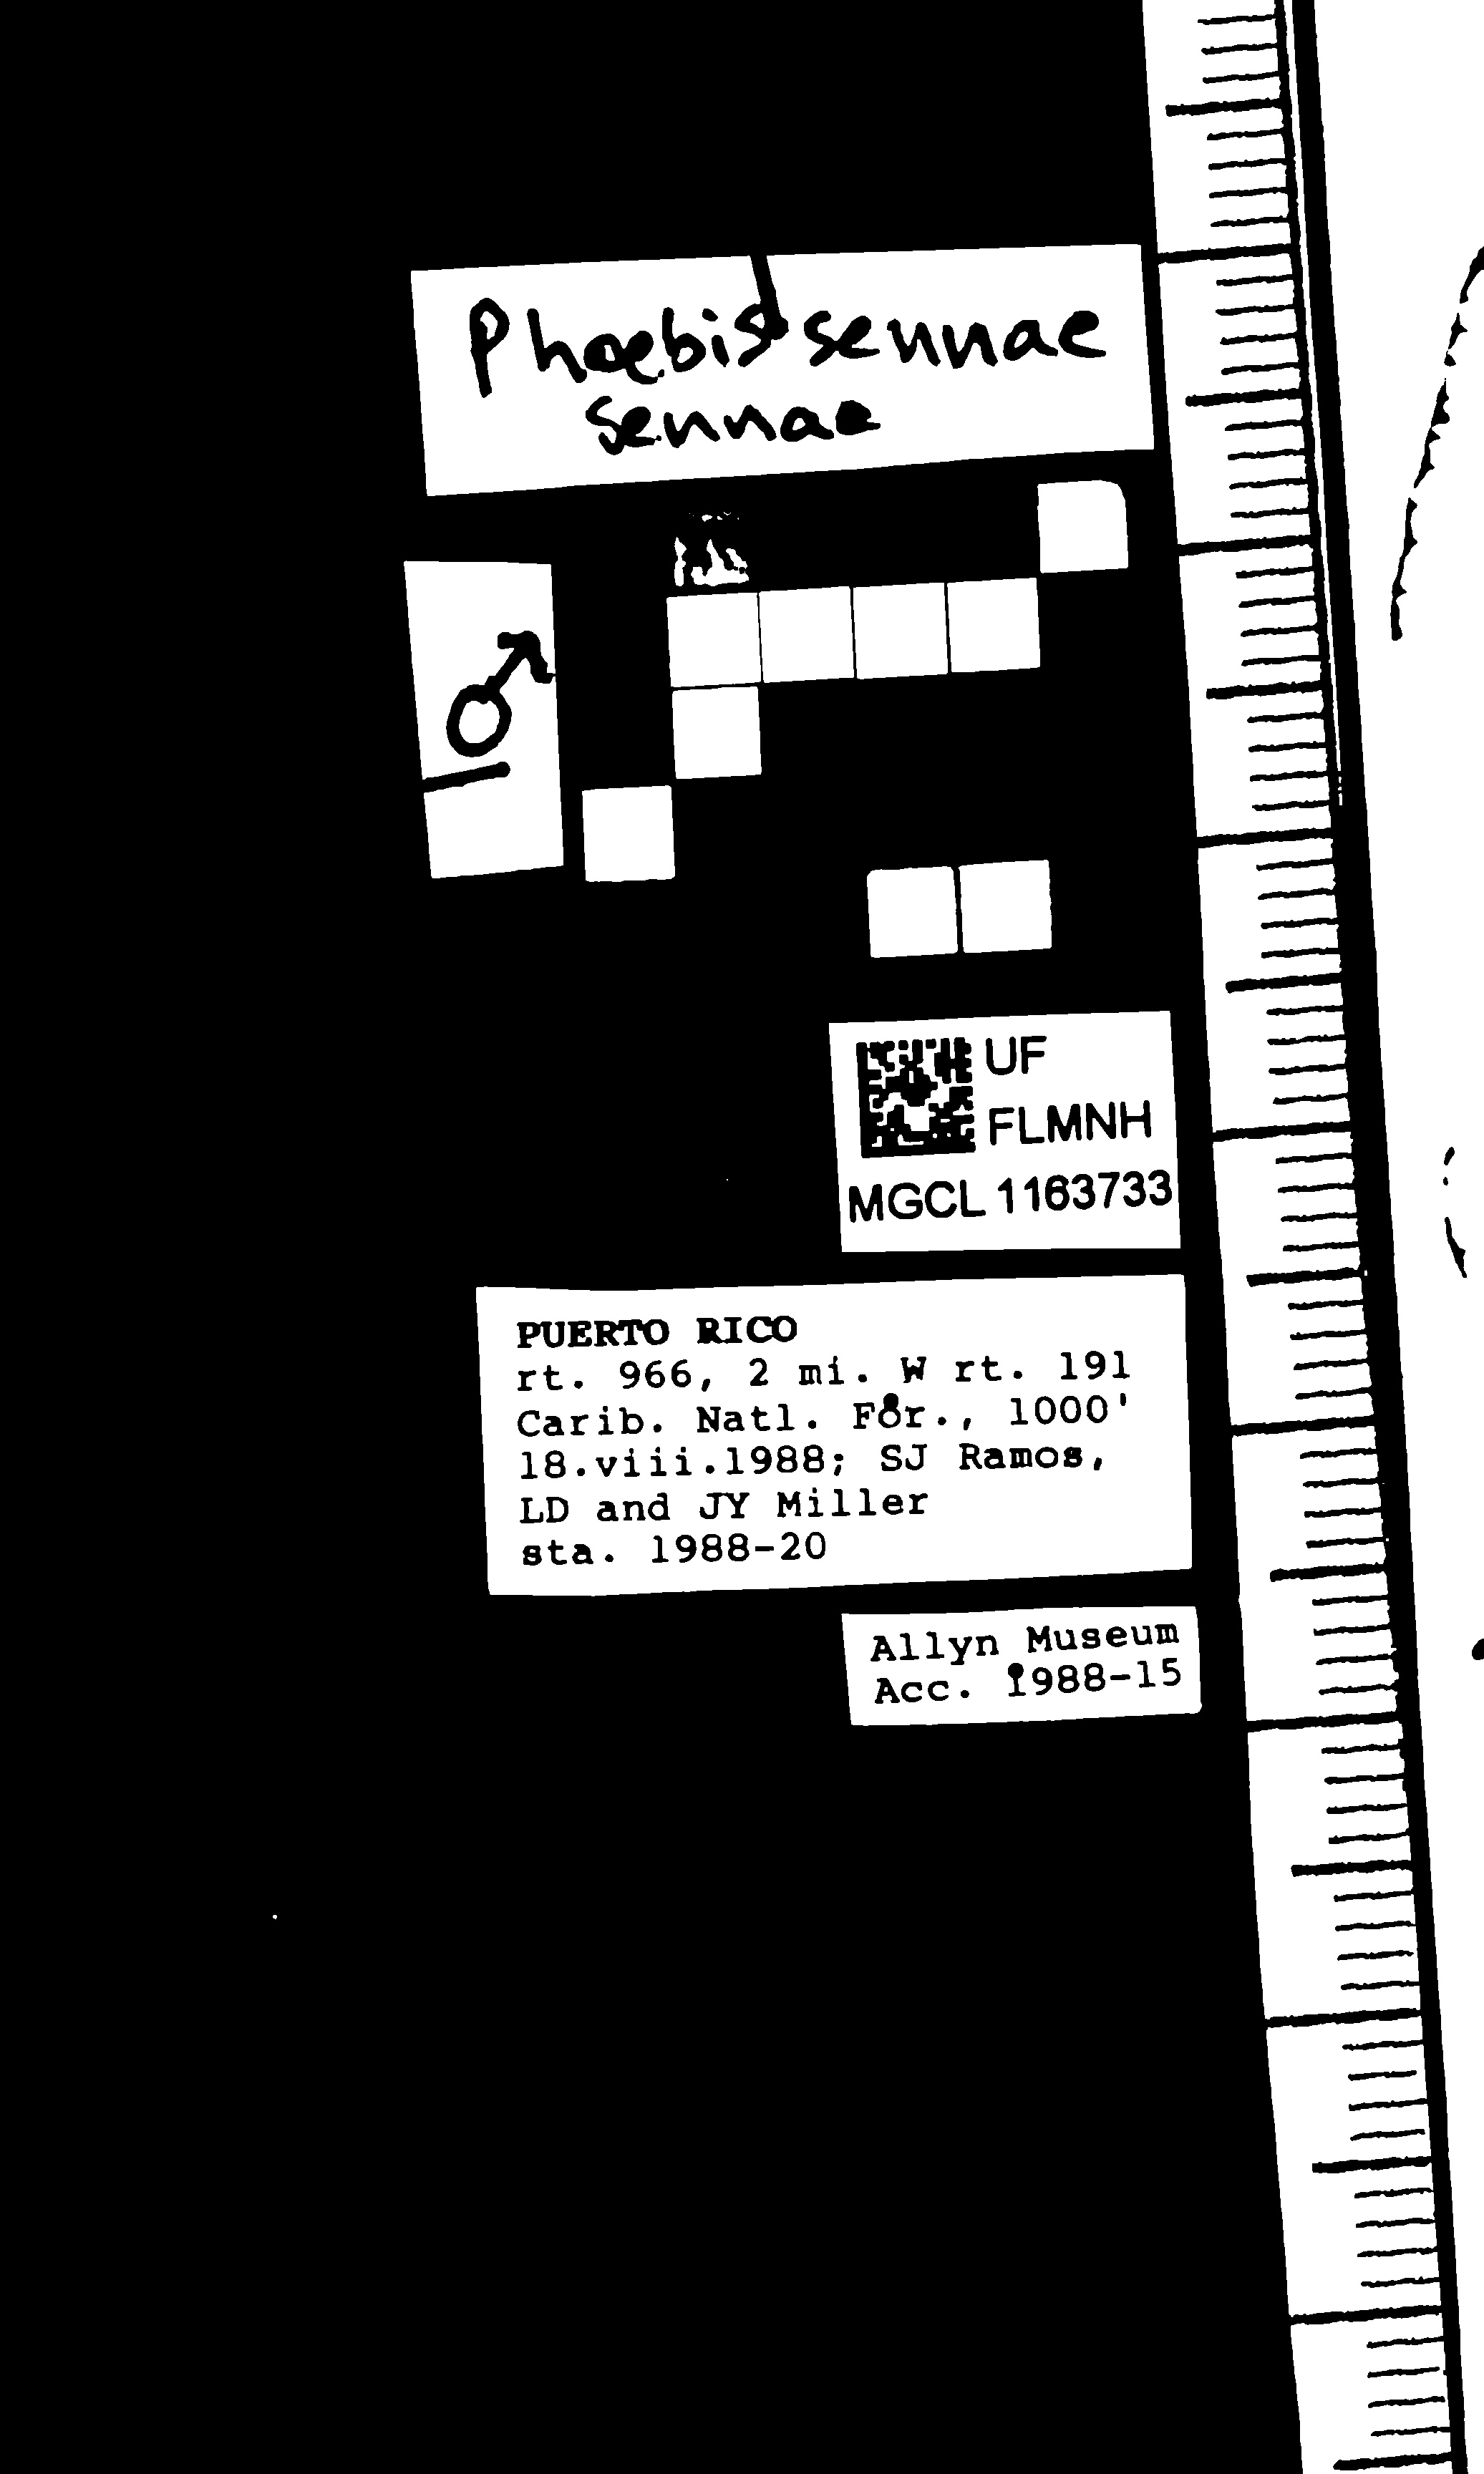 Phoebis sennae
sennae
♂
UF
FLMNH
MGCL 1163733
PUERTO RICO
rt. 966, 2 mi. W rt. 191
Carib. Natl. For., 1000'
18.viii.1988; SJ Ramos,
LD and JY Miller
sta. 1988-20
Allyn Museum
Acc. 1988-15